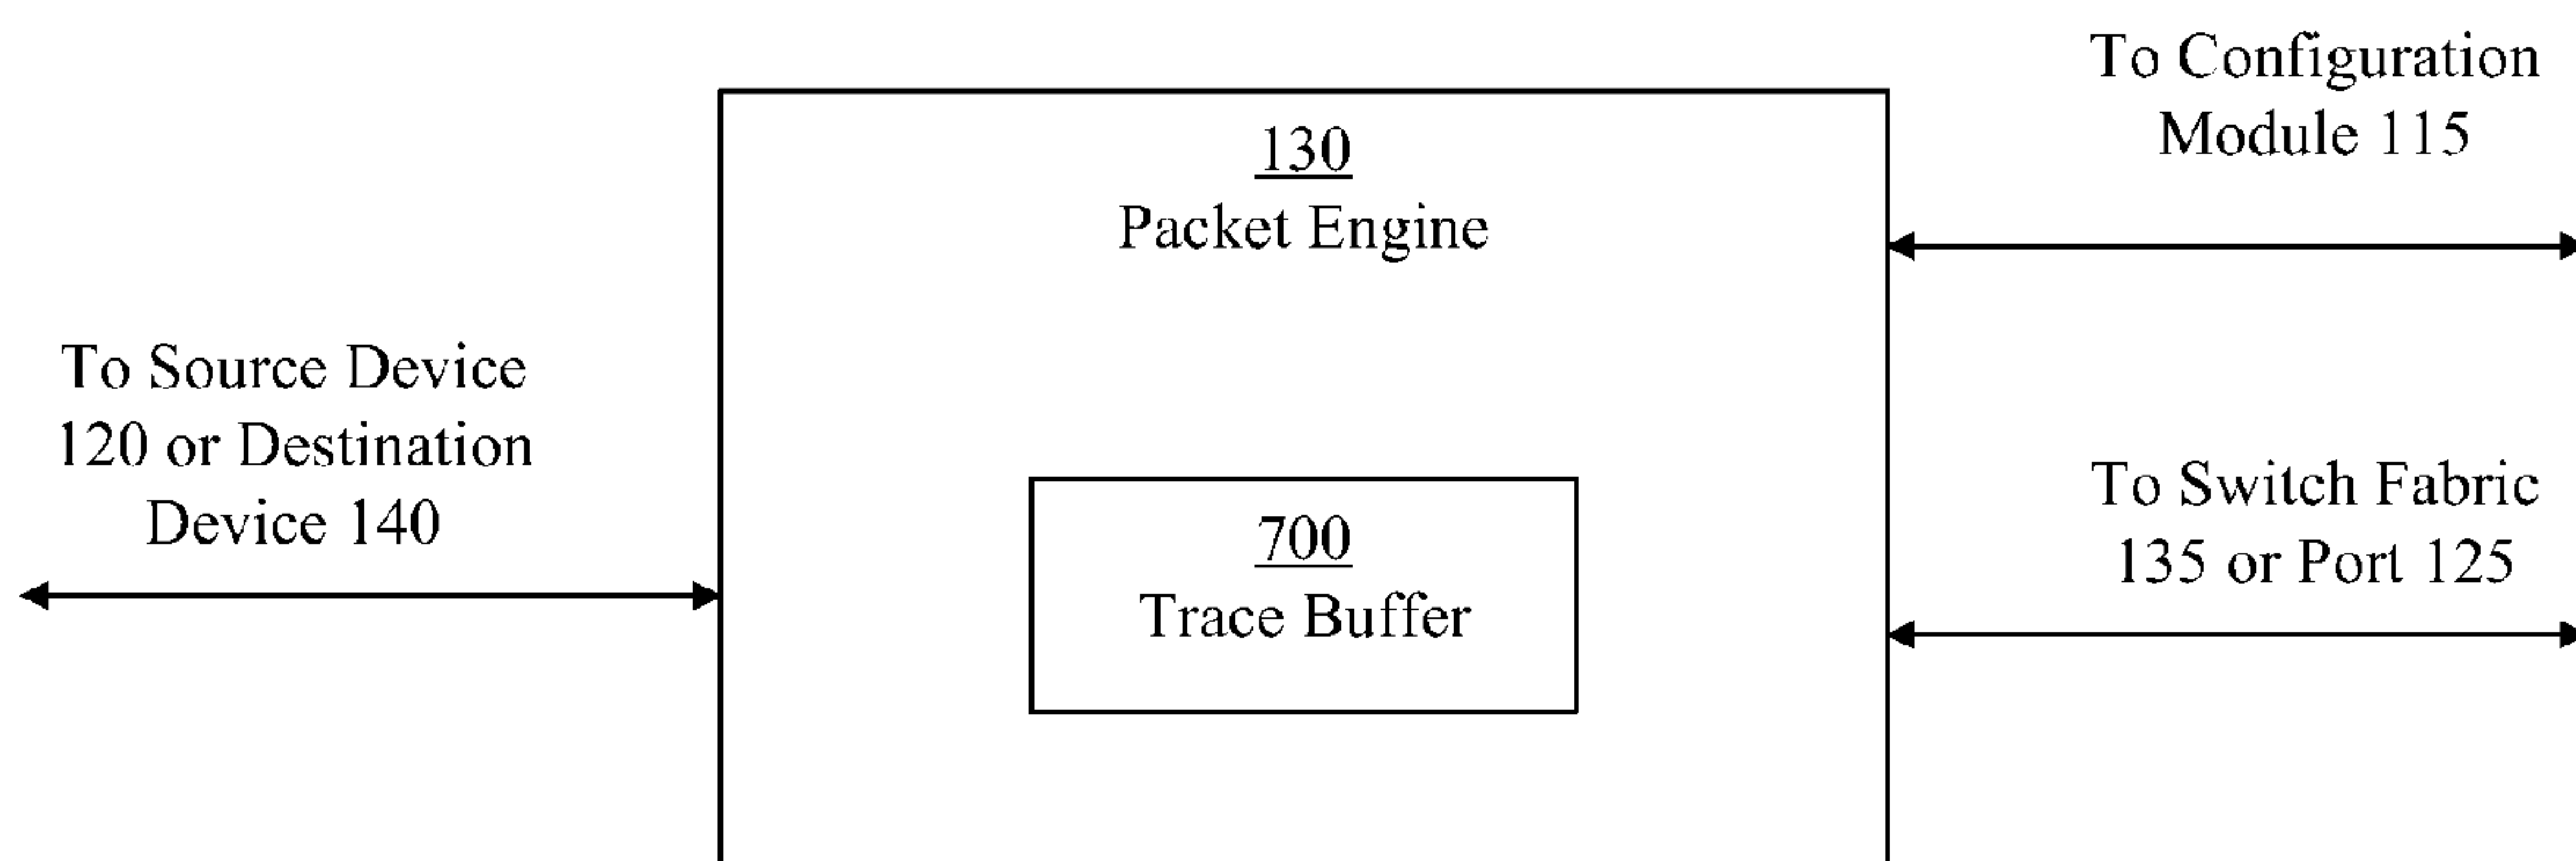 To Configuration
Module 115
130
Packet Engine
To Source Device
120 or Destination
Device 140
To Switch Fabric
135 or Port 125
700
Trace Buffer